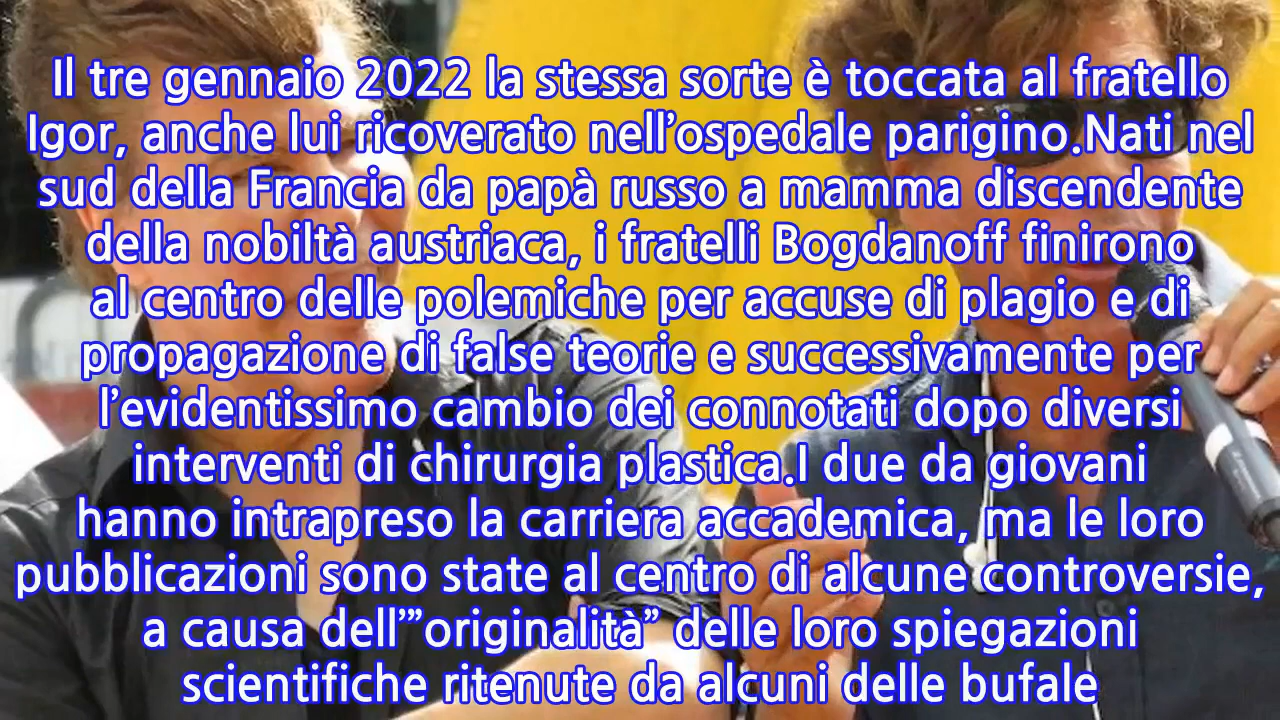 Il tre gennaio 2022 la stessa sorte è toccata al fratello
Igor, anche lui ricoverato nell’ospedale parigino.Nati nel
sud della Francia da papà russo a mamma discendente
della nobiltà austriaca, i fratelli Bogdanoff finirono
al centro delle polemiche per accuse di plagio e di
propagazione di false teorie e successivamente per
l’evidentissimo cambio dei connotati dopo diversi
interventi di chirurgia plastica.I due da giovani
hanno intrapreso la carriera accademica, ma le loro
pubblicazioni sono state al centro di alcune controversie,
a causa dell’”originalità” delle loro spiegazioni
scientifiche ritenute da alcuni delle bufale